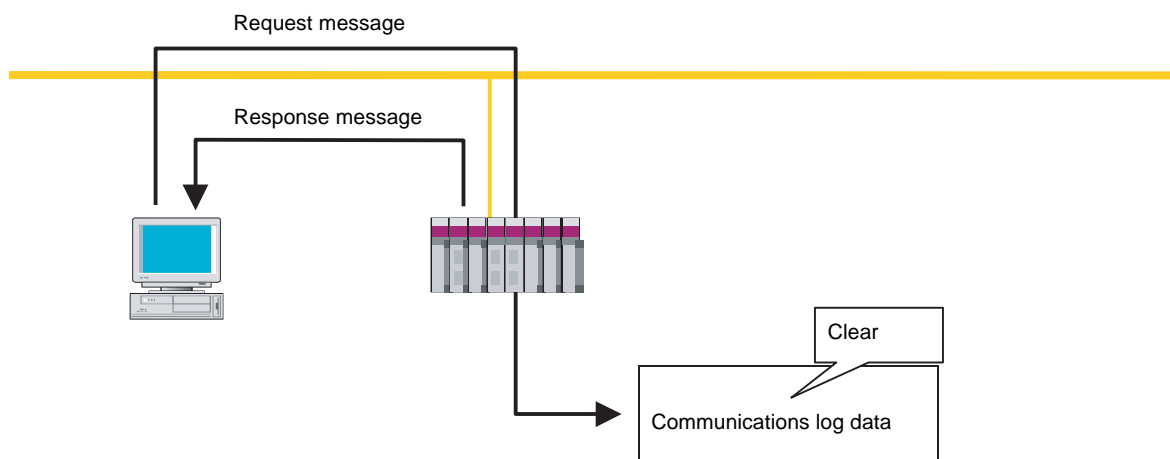 Request message
Response message
Clear
Communications log data